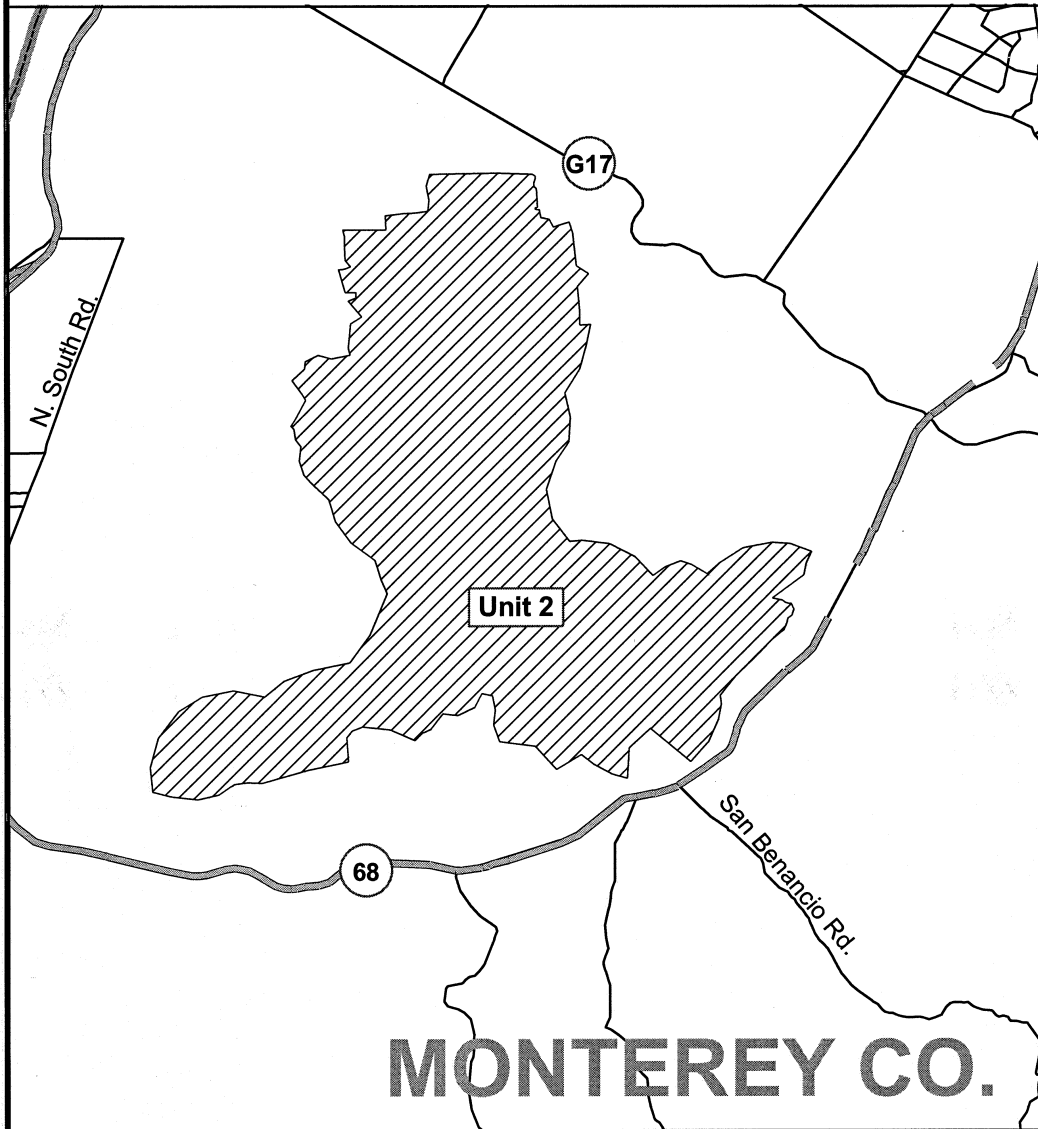 G17
N. South Rd.
Unit 2
68
San Benancio Rd.
MONTEREY CO.